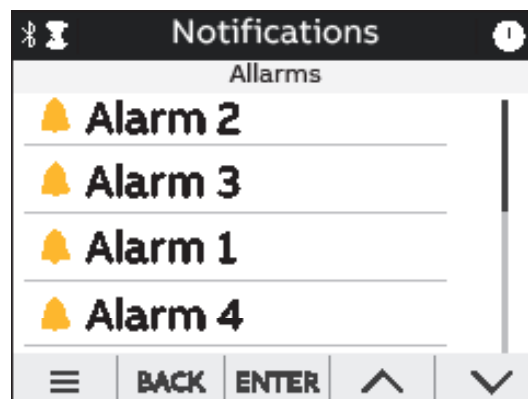 Notifications
Allarms
Alarm 2
Alarm 3
Alarm 1
Alarm 4
BACK ENTER